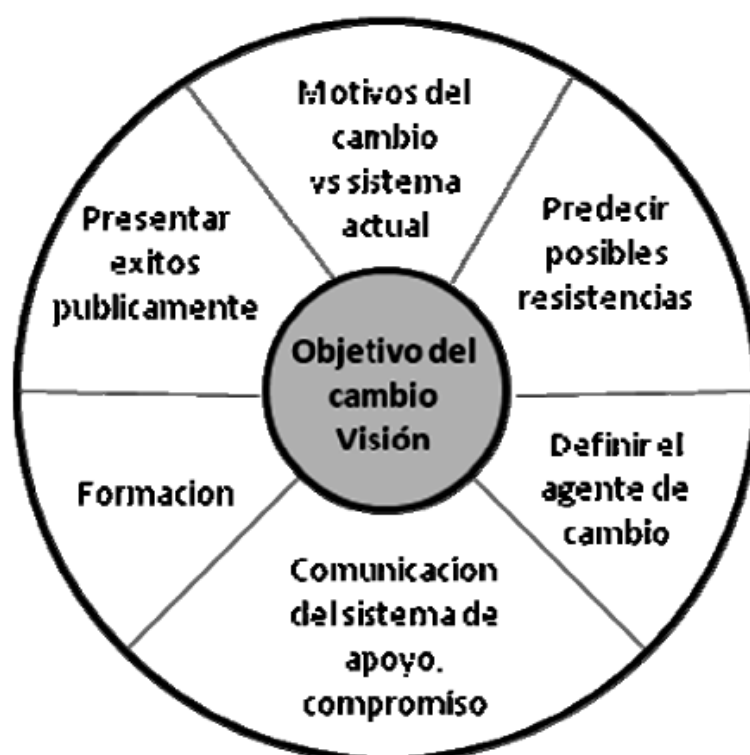 Motivos del
cambio
vs sistema
actual
Predecir
posibles
resistencias
Definir el
agente de
cambio
Comunicacion
del sistema de
apoyo.
compromiso
Formacion
Presentar
exitos
publicamente
Objetivo del
cambio
Visión